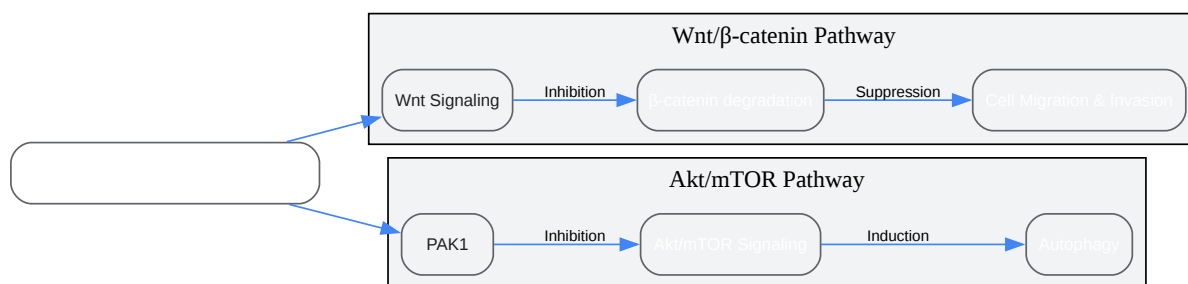 Wnt/β-catenin Pathway
Wnt Signaling
Inhibition
β-catenin degradation
Suppression
Cell Migration & Invasion
Akt/mTOR Pathway
PAK1
Inhibition
Akt/mTOR Signaling
Induction
Autophagy